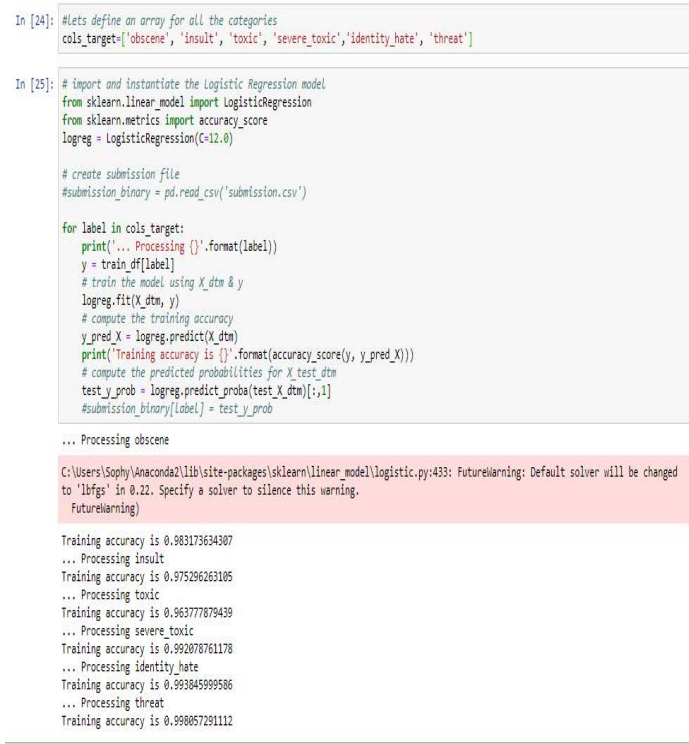 In [24]: #Lets define an array for all the categories
cols_target=['obscene', 'insult', 'toxic', 'severe_toxic','identity_hate', 'threat']
In [25]: # import and instantiate the Logistic Regression model
from sklearn.linear_model import LogisticRegression
from sklearn.metrics import accuracy_score
logreg = LogisticRegression(C=12.0)
# create submission file
#submission_binary = pd.read_csv('submission.csv')
for label in cols_target:
print('... Processing {}'.format(label))
y = train_df[label]
# train the model using X_dtm & y
logreg.fit(X_dtm, y)
# compute the training accuracy
y_pred_X = logreg.predict(X_dtm)
print('Training accuracy is {}'.format(accuracy_score(y, y_pred_X)))
# compute the predicted probabilities for X_test_dtm
test_y_prob = logreg.predict_proba(test_X_dtm)[:,1]
#submission_binary[label] = test_y_prob
... Processing obscene
C:\Users\Sophy\Anaconda2\lib\site-packages\sklearn\linear_model\logistic.py:433: FutureWarning: Default solver will be changed
to 'lbfgs' in 0.22. Specify a solver to silence this warning.
FutureWarning)
Training accuracy is 0.983173634307
... Processing insult
Training accuracy is 0.975296263105
... Processing toxic
Training accuracy is 0.963777879439
... Processing severe_toxic
Training accuracy is 0.992078761178
... Processing identity_hate
Training accuracy is 0.993845999586
... Processing threat
Training accuracy is 0.998057291112